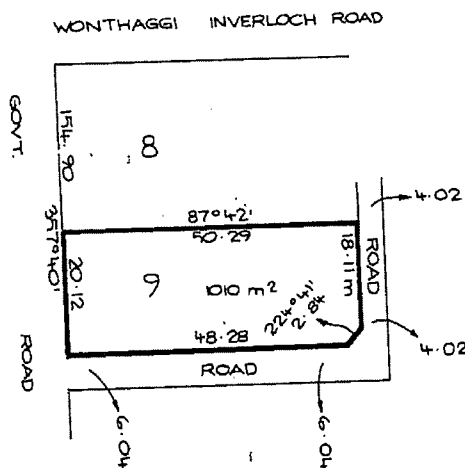 WONTHAGGI INVERLOCH ROAD
GOVT.
154.90
8
87°42'
50.29
4.02
357°40'
20.12
9
1010 m²
18.11 m
ROAD
224°41'
2.84
48.28
4.02
ROAD
ROAD
6.04
6.04